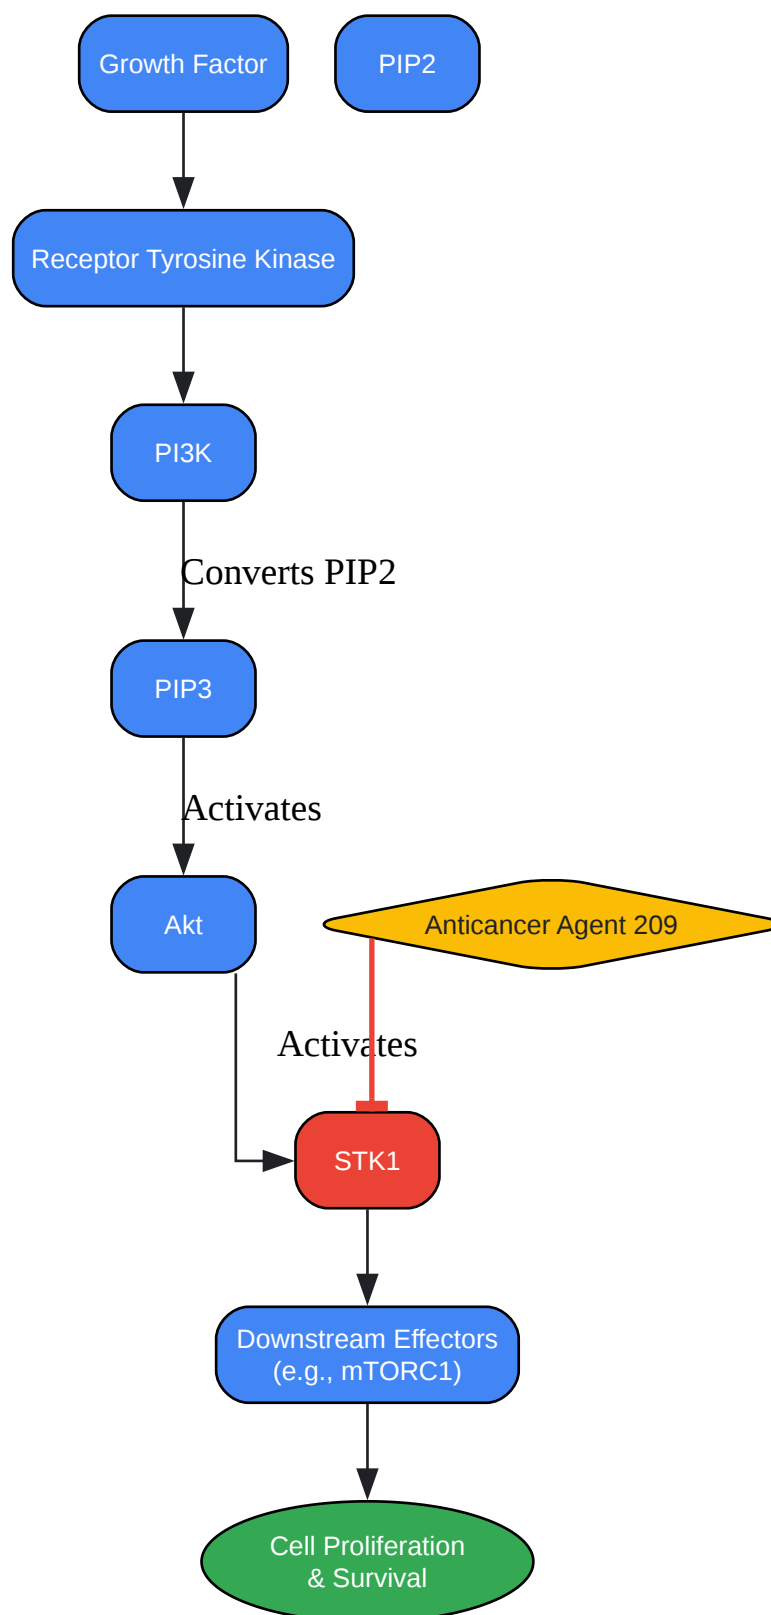 Growth Factor
PIP2
Receptor Tyrosine Kinase
PI3K
Converts PIP2
PIP3
Activates
Akt
Anticancer Agent 209
Activates
STK1
Downstream Effectors
(e.g., mTORC1)
Cell Proliferation
& Survival